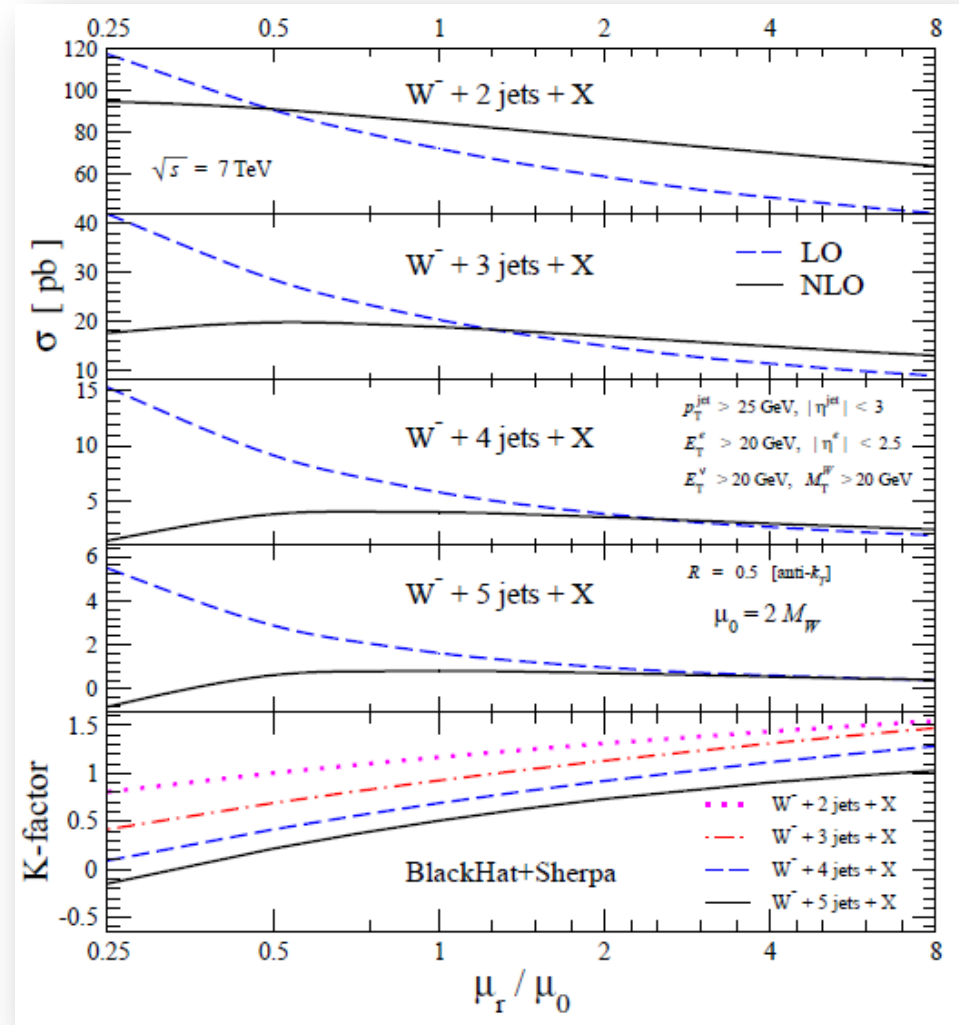 0.25 0.5 1 2 4 8
120
100
80
60
W⁻ + 2 jets + X
√s = 7 TeV
40
30
20
10
W⁻ + 3 jets + X
LO
NLO
σ [ pb ]
15
10
5
W⁻ + 4 jets + X
p_T^jet > 25 GeV, | η^jet | < 3
E_T^e > 20 GeV, | η^e | < 2.5
E_T^ν > 20 GeV, M_T^W > 20 GeV
6
4
2
0
W⁻ + 5 jets + X
R = 0.5 [anti-k_T]
μ₀ = 2 M_W
1.5
1
0.5
0
-0.5
K-factor
BlackHat+Sherpa
W⁻ + 2 jets + X
W⁻ + 3 jets + X
W⁻ + 4 jets + X
W⁻ + 5 jets + X
0.25 0.5 1 2 4 8
μ_r / μ₀